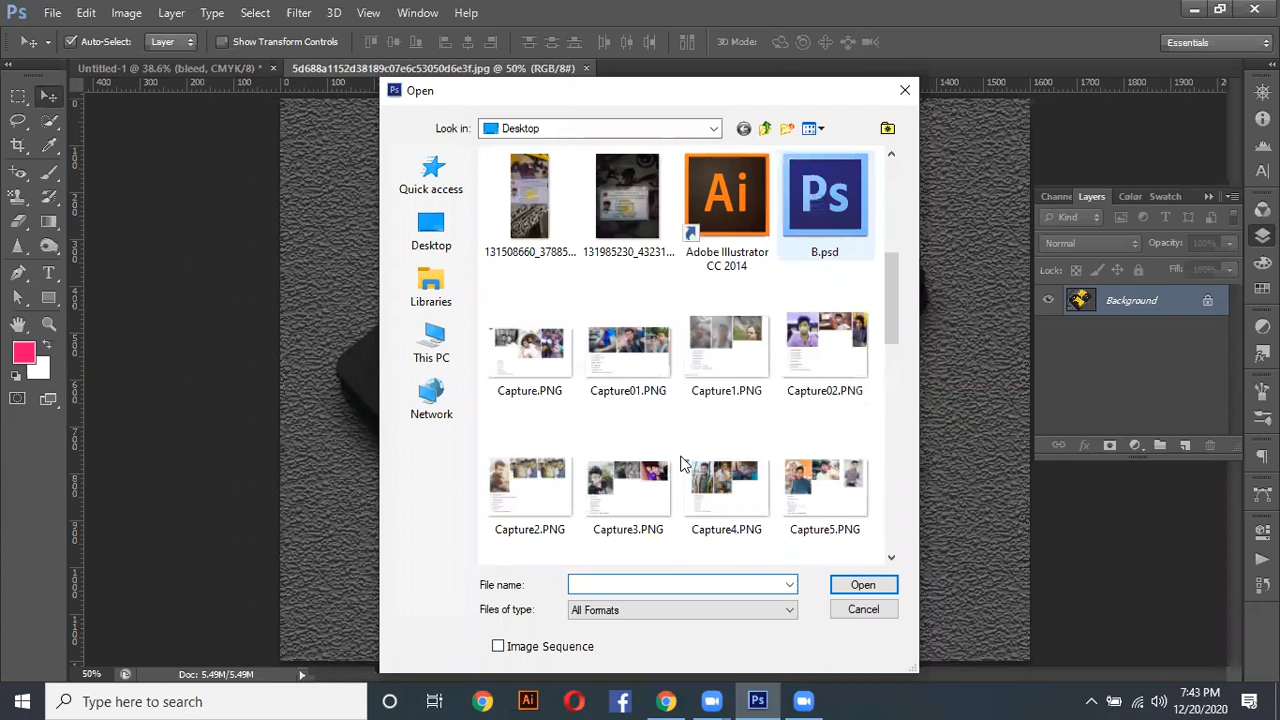 Ps File Edit Image Layer Type Select Filter 3D View Window Help
Auto-Select: Layer Show Transform Controls 3D Mode: Essentials
Untitled-1 @ 38.6% (bleed, CMYK/8) * × 5d688a1152d38189c07e6c53050d6e3f.jpg @ 50% (RGB/8#) ×
Ps Open
Look in: Desktop
Quick access
Desktop
Libraries
This PC
Network
131508660_37885... 131985230_43231... Adobe Illustrator CC 2014 B.psd
Capture.PNG Capture01.PNG Capture1.PNG Capture02.PNG
Capture2.PNG Capture3.PNG Capture4.PNG Capture5.PNG
File name: Open
Files of type: All Formats Cancel
Image Sequence
Layers Color Swatch
Kind
Normal Opacity: 100%
Lock: Fill: 100%
Background
50% Doc: 5.49M/5.49M
Type here to search
7:43 PM
12/20/2020